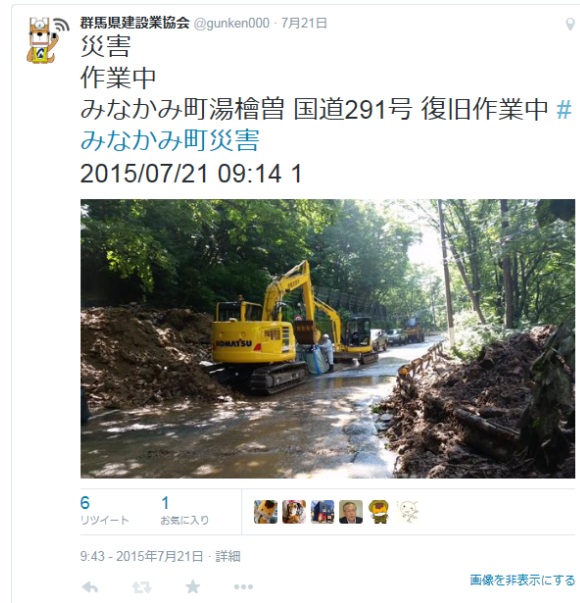 群馬県建設業協会 @gunken000 · 7月21日
災害
作業中
みなかみ町湯檜曽 国道291号 復旧作業中 #
みなかみ町災害
2015/07/21 09:14 1
KOMATSU
6
リツイート
1
お気に入り
9:43 - 2015年7月21日 · 詳細
画像を非表示にする